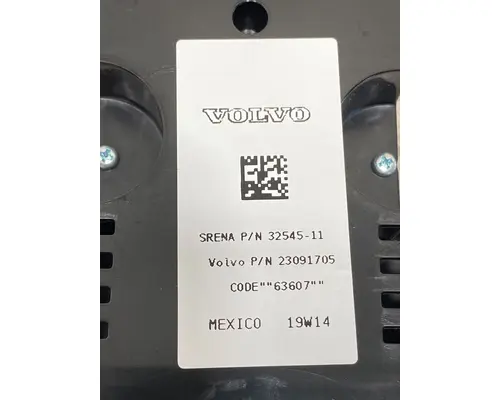 VOLVO
SRENA P/N 32545-11
Volvo P/N 23091705
CODE""63607""
MEXICO 19W14